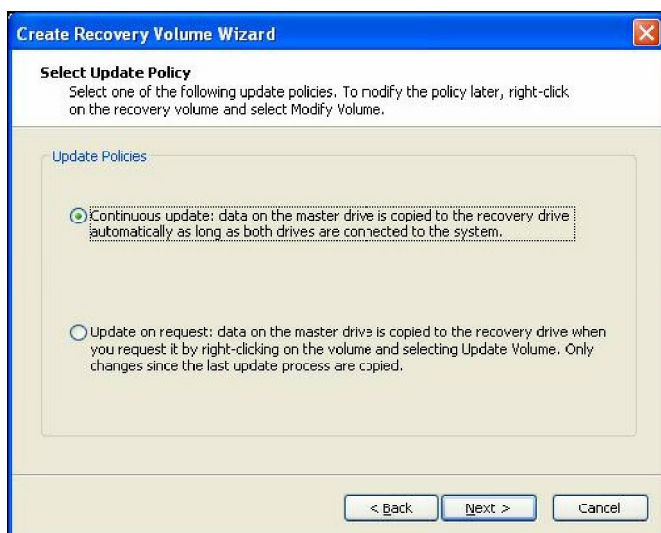 Create Recovery Volume Wizard
Select Update Policy
Select one of the following update policies. To modify the policy later, right-click
on the recovery volume and select Modify Volume.
Update Policies
Continuous update: data on the master drive is copied to the recovery drive
automatically as long as both drives are connected to the system.
Update on request: data on the master drive is copied to the recovery drive when
you request it by right-clicking on the volume and selecting Update Volume. Only
changes since the last update process are copied.
< Back
Next >
Cancel